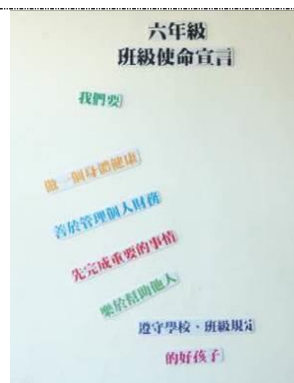 六年級
班級使命宣言
我們要
做一個身體健康
善於管理個人財務
先完成重要的事情
樂於幫助他人
遵守學校、班級規定
的好孩子